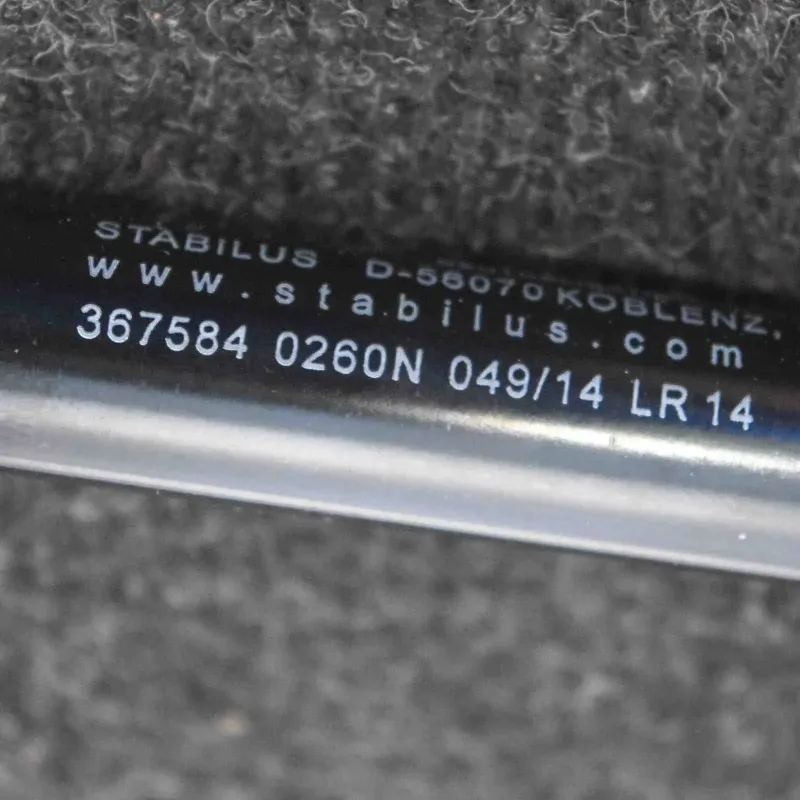 STABILUS D-56070 KOBLENZ,
www.stabilus.com
367584 0260N 049/14 LR 14